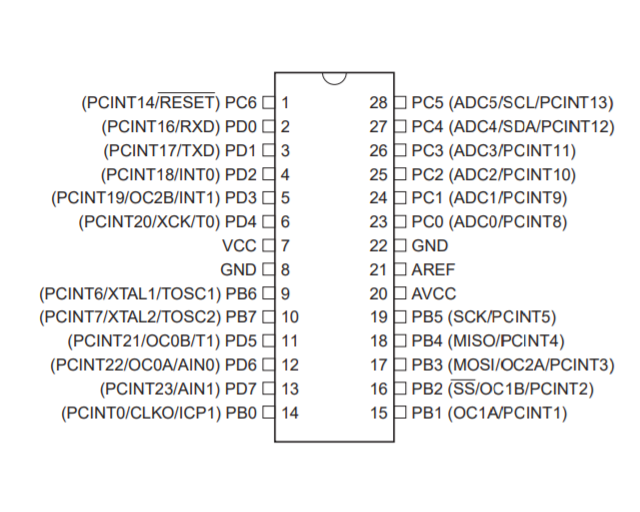 (PCINT14/RESET) PC6 1 28 PC5 (ADC5/SCL/PCINT13)
(PCINT16/RXD) PD0 2 27 PC4 (ADC4/SDA/PCINT12)
(PCINT17/TXD) PD1 3 26 PC3 (ADC3/PCINT11)
(PCINT18/INT0) PD2 4 25 PC2 (ADC2/PCINT10)
(PCINT19/OC2B/INT1) PD3 5 24 PC1 (ADC1/PCINT9)
(PCINT20/XCK/T0) PD4 6 23 PC0 (ADC0/PCINT8)
VCC 7 22 GND
GND 8 21 AREF
(PCINT6/XTAL1/TOSC1) PB6 9 20 AVCC
(PCINT7/XTAL2/TOSC2) PB7 10 19 PB5 (SCK/PCINT5)
(PCINT21/OC0B/T1) PD5 11 18 PB4 (MISO/PCINT4)
(PCINT22/OC0A/AIN0) PD6 12 17 PB3 (MOSI/OC2A/PCINT3)
(PCINT23/AIN1) PD7 13 16 PB2 (SS/OC1B/PCINT2)
(PCINT0/CLKO/ICP1) PB0 14 15 PB1 (OC1A/PCINT1)